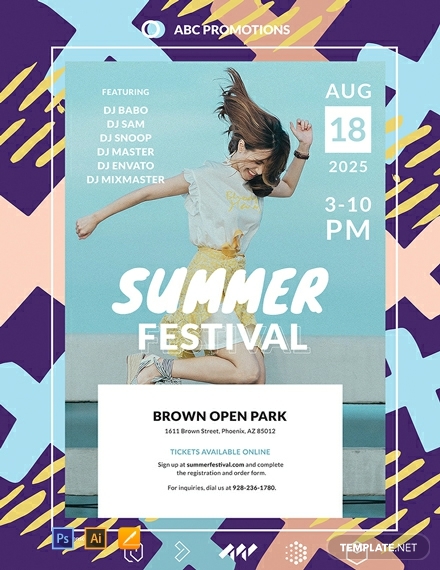 ABC PROMOTIONS
FEATURING
DJ BABO
DJ SAM
DJ SNOOP
DJ MASTER
DJ ENVATO
DJ MIXMASTER
AUG
18
2025
3-10
PM
SUMMER
FESTIVAL
BROWN OPEN PARK
1611 Brown Street, Phoenix, AZ 85012
TICKETS AVAILABLE ONLINE
Sign up at summerfestival.com and complete
the registration and order form.
For inquiries, dial us at 928-236-1780.
Ps Ai
TEMPLATE.NET